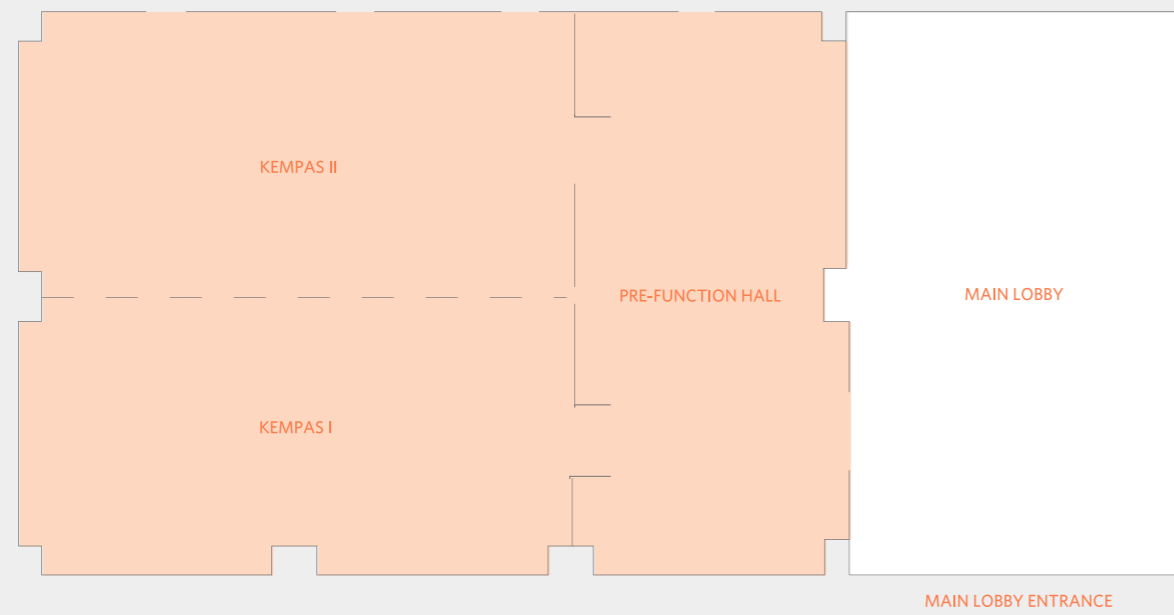 KEMPAS II
PRE-FUNCTION HALL
MAIN LOBBY
KEMPAS I
MAIN LOBBY ENTRANCE